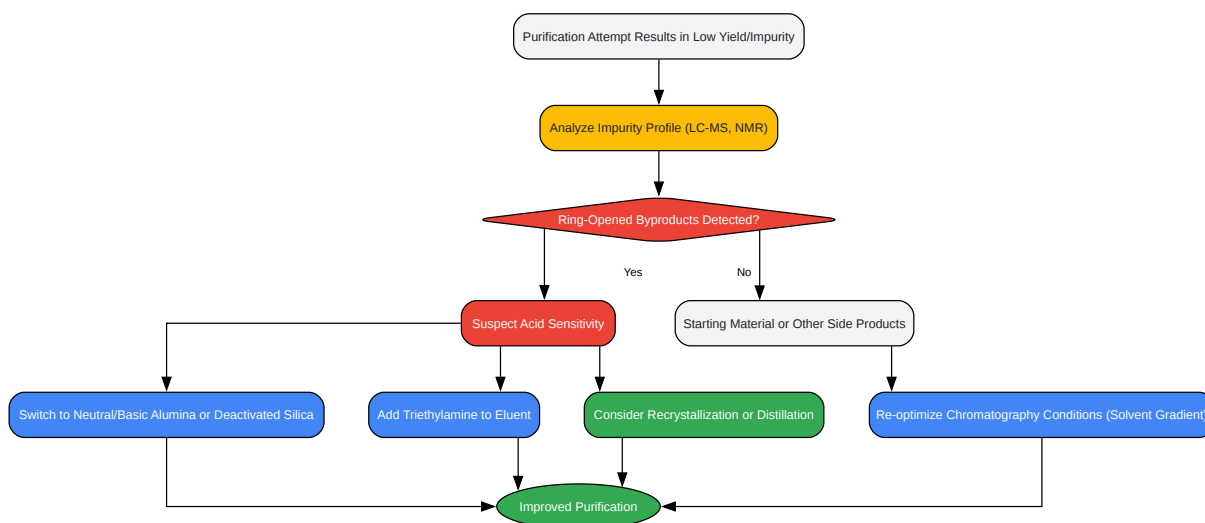 Purification Attempt Results in Low Yield/Impurity
Analyze Impurity Profile (LC-MS, NMR)
Ring-Opened Byproducts Detected?
Yes
No
Suspect Acid Sensitivity
Starting Material or Other Side Products
Switch to Neutral/Basic Alumina or Deactivated Silica
Add Triethylamine to Eluent
Consider Recrystallization or Distillation
Re-optimize Chromatography Conditions (Solvent Gradient)
Improved Purification